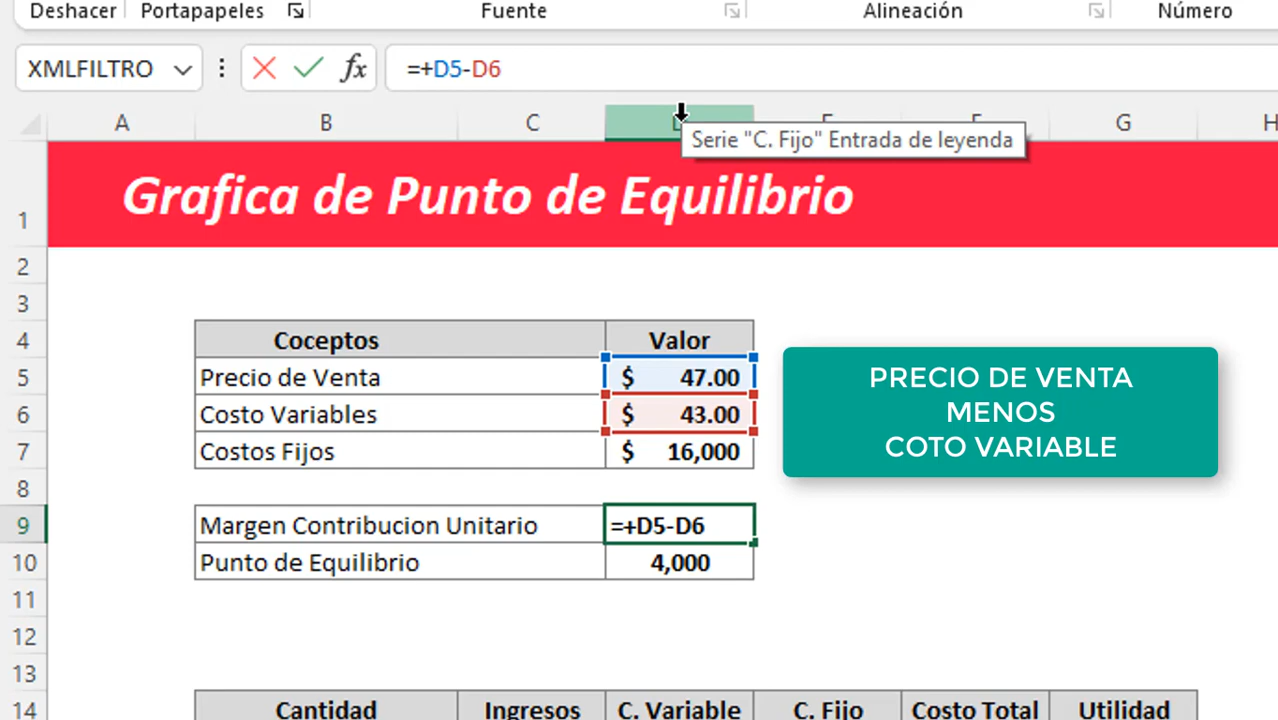 Deshacer Portapapeles Fuente Alineación Número
XMLFILTRO fx =+D5-D6
A B C D E F G H
Serie "C. Fijo" Entrada de leyenda
1 Grafica de Punto de Equilibrio
2
3
4 Coceptos Valor
5 Precio de Venta $ 47.00
6 Costo Variables $ 43.00
7 Costos Fijos $ 16,000
PRECIO DE VENTA
MENOS
COTO VARIABLE
8
9 Margen Contribucion Unitario =+D5-D6
10 Punto de Equilibrio 4,000
11
12
13
14 Cantidad Ingresos C. Variable C. Fijo Costo Total Utilidad